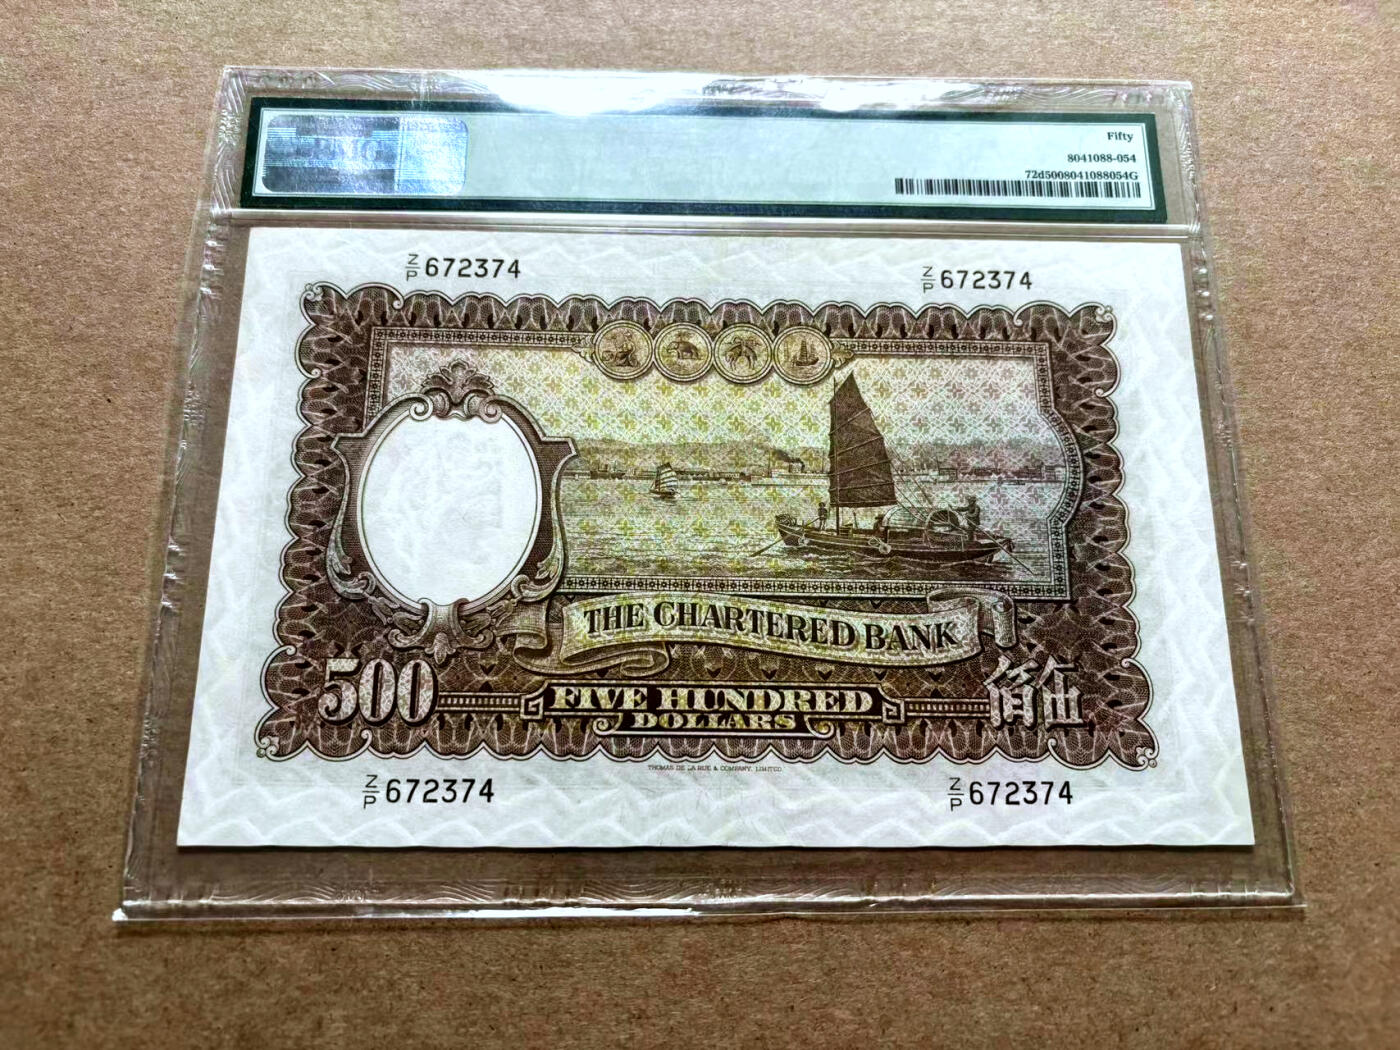 PMG
Fifty
8041088-054
72d5008041088054G
Z/P 672374
Z/P 672374
THE CHARTERED BANK
500
FIVE HUNDRED
DOLLARS
佰伍
THOMAS DE LA RUE & COMPANY, LIMITED.
Z/P 672374
Z/P 672374